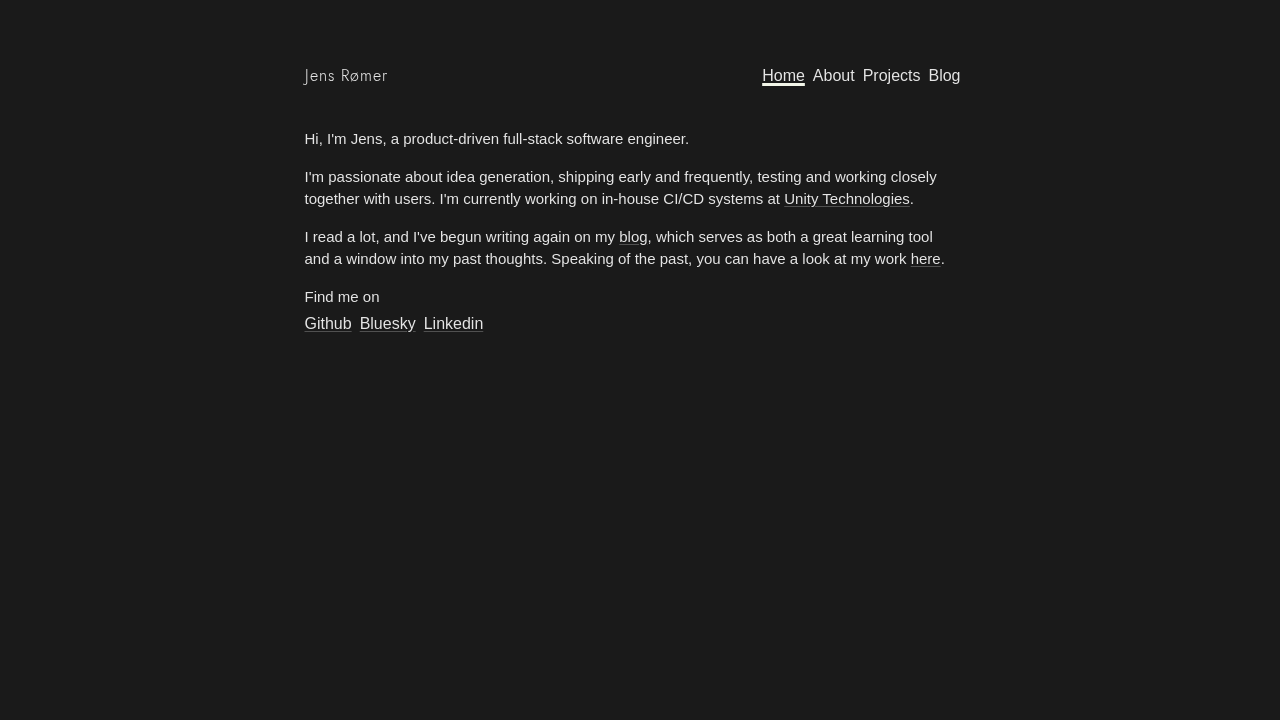 Jens Rømer
Home About Projects Blog
Hi, I'm Jens, a product-driven full-stack software engineer.
I'm passionate about idea generation, shipping early and frequently, testing and working closely
together with users. I'm currently working on in-house CI/CD systems at Unity Technologies.
I read a lot, and I've begun writing again on my blog, which serves as both a great learning tool
and a window into my past thoughts. Speaking of the past, you can have a look at my work here.
Find me on
Github Bluesky Linkedin